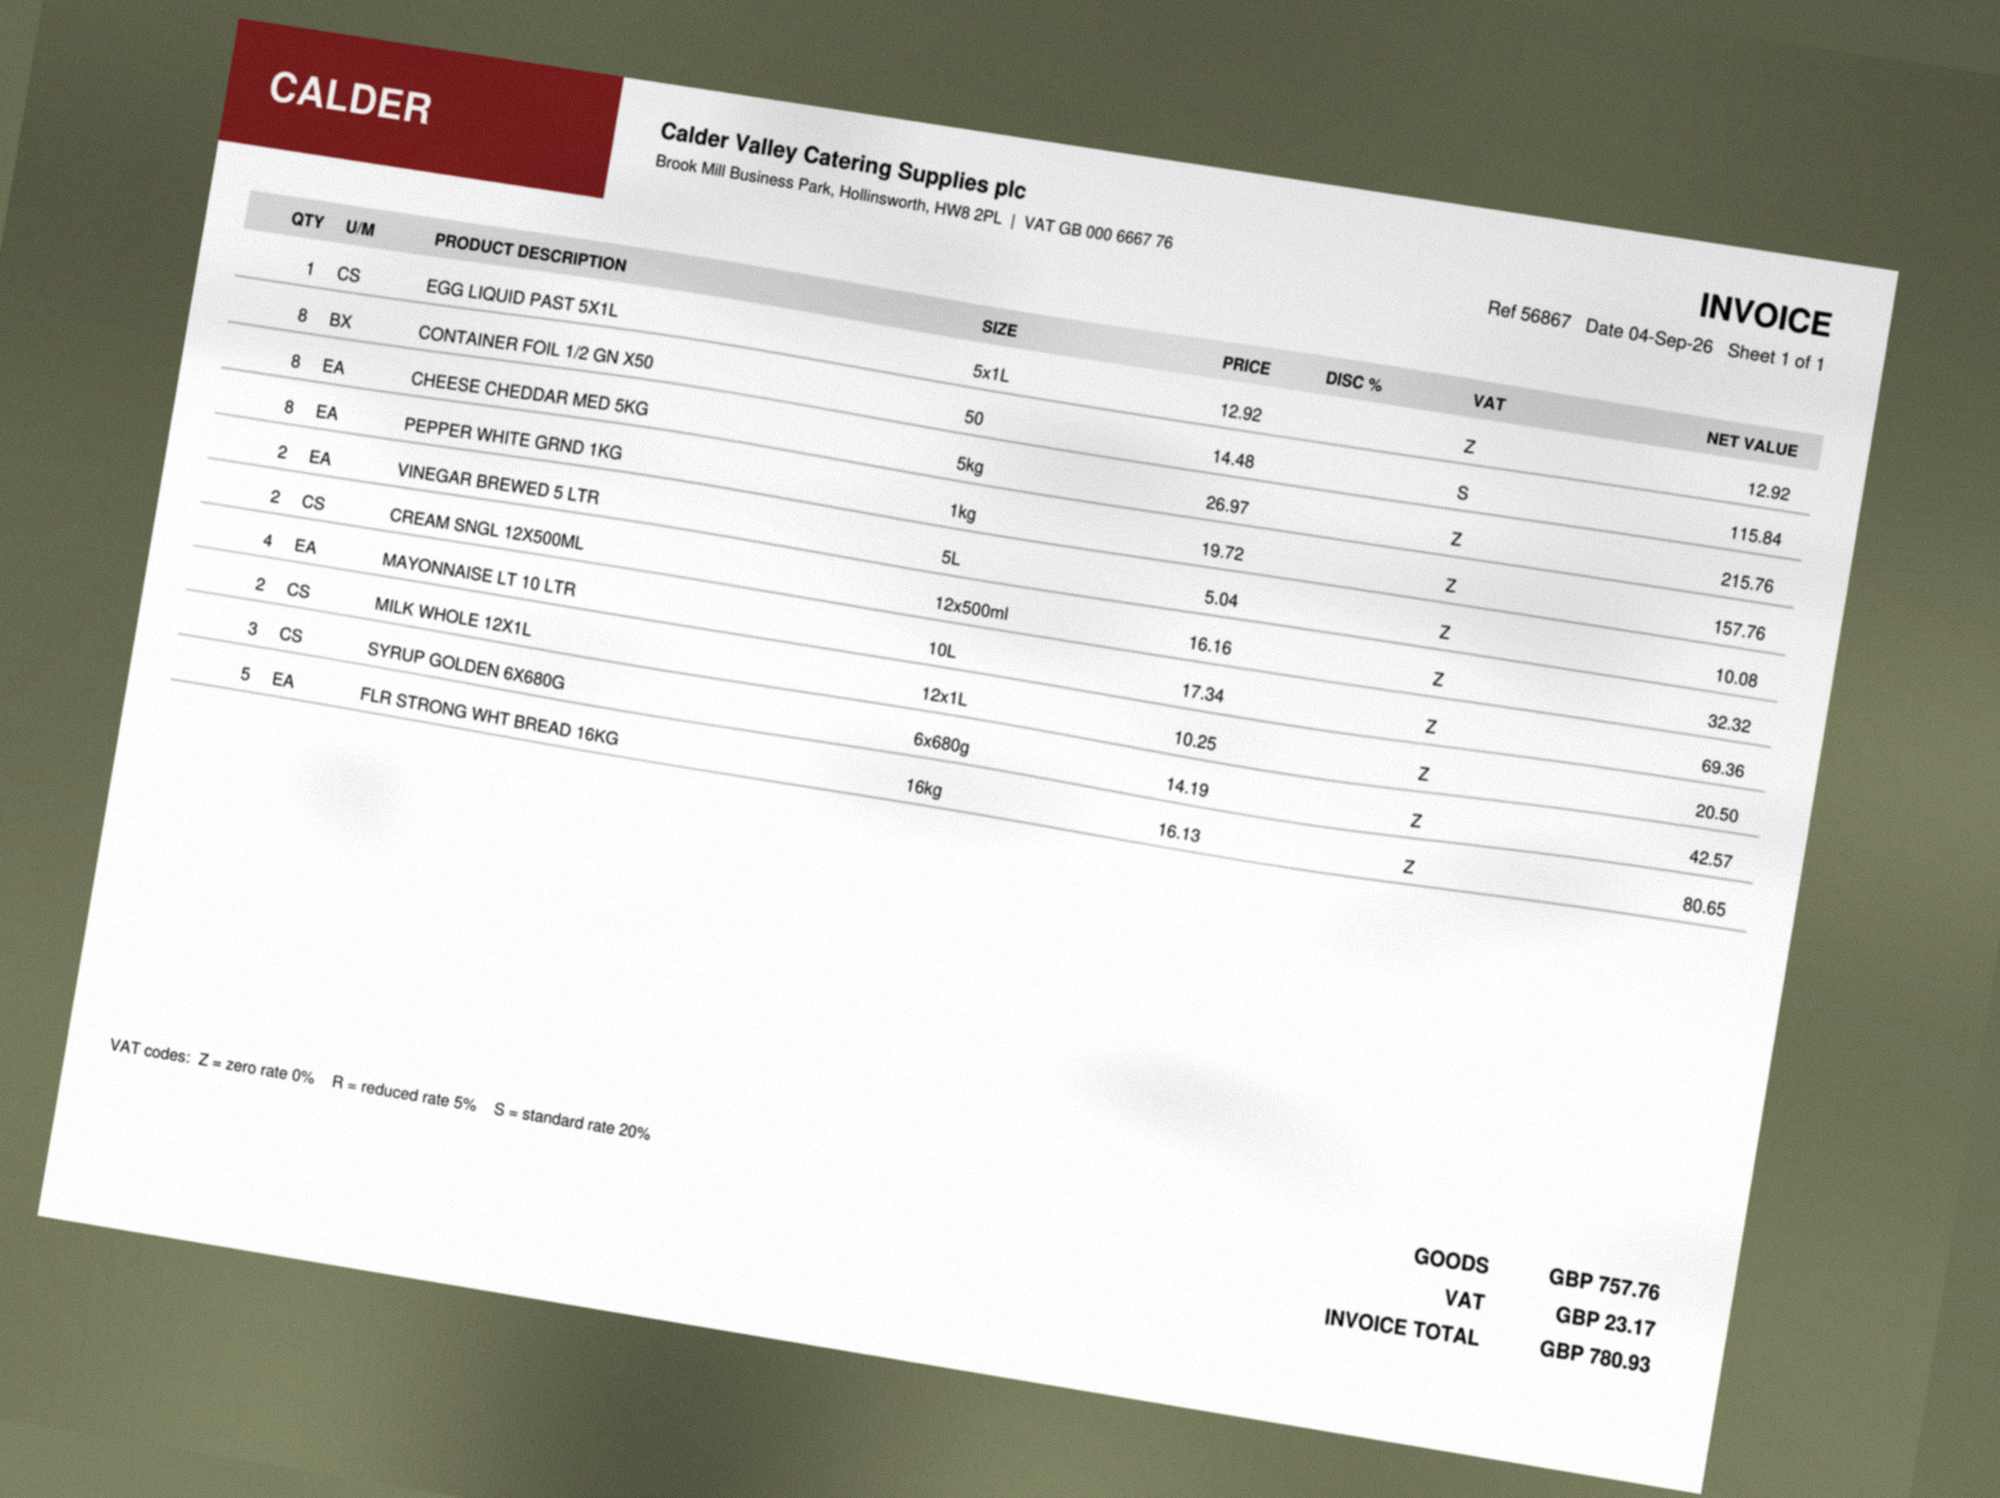 CALDER
Calder Valley Catering Supplies plc
Brook Mill Business Park, Hollinsworth, HW8 2PL | VAT GB 000 6667 76
INVOICE
Ref 56867 Date 04-Sep-26 Sheet 1 of 1
QTY U/M PRODUCT DESCRIPTION SIZE PRICE DISC % VAT NET VALUE
1 CS EGG LIQUID PAST 5X1L 5x1L 12.92 Z 12.92
8 BX CONTAINER FOIL 1/2 GN X50 50 14.48 S 115.84
8 EA CHEESE CHEDDAR MED 5KG 5kg 26.97 Z 215.76
8 EA PEPPER WHITE GRND 1KG 1kg 19.72 Z 157.76
2 EA VINEGAR BREWED 5 LTR 5L 5.04 Z 10.08
2 CS CREAM SNGL 12X500ML 12x500ml 16.16 Z 32.32
4 EA MAYONNAISE LT 10 LTR 10L 17.34 Z 69.36
2 CS MILK WHOLE 12X1L 12x1L 10.25 Z 20.50
3 CS SYRUP GOLDEN 6X680G 6x680g 14.19 Z 42.57
5 EA FLR STRONG WHT BREAD 16KG 16kg 16.13 Z 80.65
VAT codes: Z = zero rate 0% R = reduced rate 5% S = standard rate 20%
GOODS GBP 757.76
VAT GBP 23.17
INVOICE TOTAL GBP 780.93